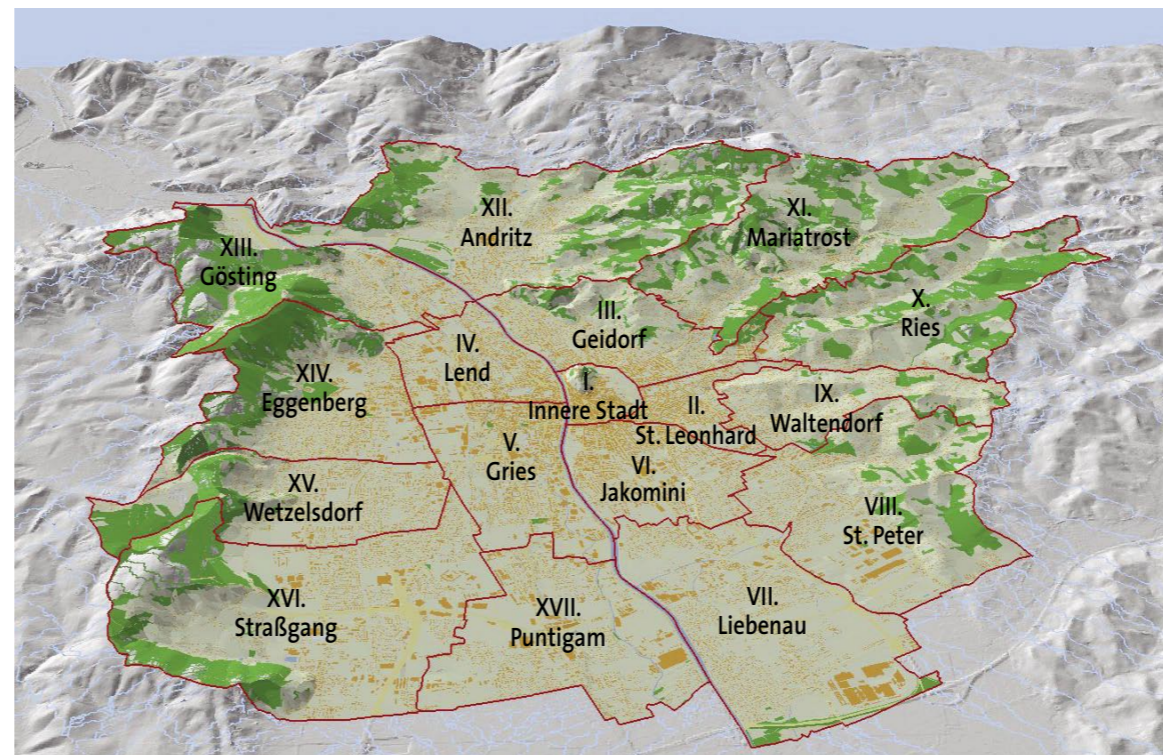 XII.
Andritz
XI.
Mariatrost
XIII.
Gösting
X.
Ries
III.
Geidorf
IV.
Lend
XIV.
Eggenberg
I.
Innere Stadt
II.
St. Leonhard
IX.
Waltendorf
V.
Gries
VI.
Jakomini
XV.
Wetzelsdorf
VIII.
St. Peter
XVI.
Straßgang
XVII.
Puntigam
VII.
Liebenau